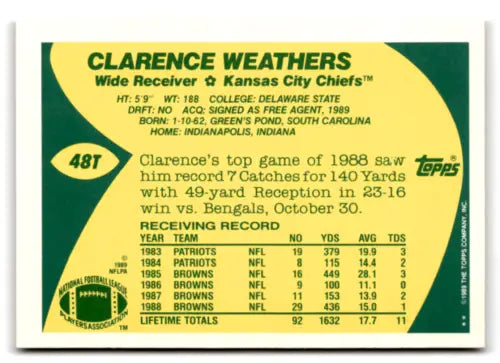 CLARENCE WEATHERS
Wide Receiver ✩ Kansas City Chiefs™
HT: 5'9" WT: 188 COLLEGE: DELAWARE STATE
DRFT: NO ACQ: SIGNED AS FREE AGENT, 1989
BORN: 1-10-62, GREEN'S POND, SOUTH CAROLINA
HOME: INDIANAPOLIS, INDIANA
48T
Clarence's top game of 1988 saw
him record 7 Catches for 140 Yards
with 49-yard Reception in 23-16
win vs. Bengals, October 30.
topps®
RECEIVING RECORD
YEAR TEAM NO YDS AVG TDS
1983 PATRIOTS NFL 19 379 19.9 3
1984 PATRIOTS NFL 8 115 14.4 2
1985 BROWNS NFL 16 449 28.1 3
1986 BROWNS NFL 9 100 11.1 0
1987 BROWNS NFL 11 153 13.9 2
1988 BROWNS NFL 29 436 15.0 1
LIFETIME TOTALS 92 1632 17.7 11
©
1989
NFLPA
NATIONAL FOOTBALL LEAGUE
PLAYERS ASSOCIATION
™
©1989 THE TOPPS COMPANY, INC.
**